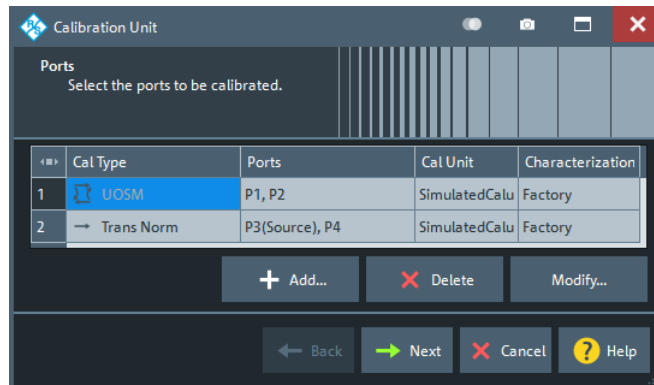 Calibration Unit
Ports
Select the ports to be calibrated.
Cal Type Ports Cal Unit Characterization
1 UOSM P1, P2 SimulatedCalu Factory
2 Trans Norm P3(Source), P4 SimulatedCalu Factory
Add... Delete Modify...
Back Next Cancel ? Help